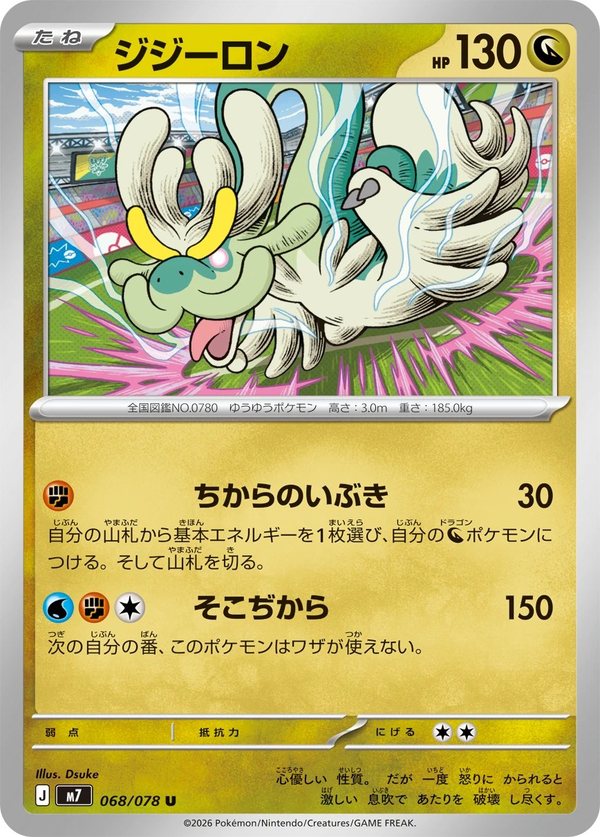 たね ジジーロン HP 130
全国図鑑NO.0780 ゆうゆうポケモン 高さ:3.0m 重さ:185.0kg
ちからのいぶき 30
自分の山札から基本エネルギーを1枚選び、自分のポケモンに
つける。そして山札を切る。
そこぢから 150
次の自分の番、このポケモンはワザが使えない。
弱点 抵抗力 にげる
Illus. Dsuke
心優しい 性質。 だが 一度 怒りに かられると
激しい 息吹で あたりを 破壊 し尽くす。
J M7 068/078 U
©2026 Pokémon/Nintendo/Creatures/GAME FREAK.